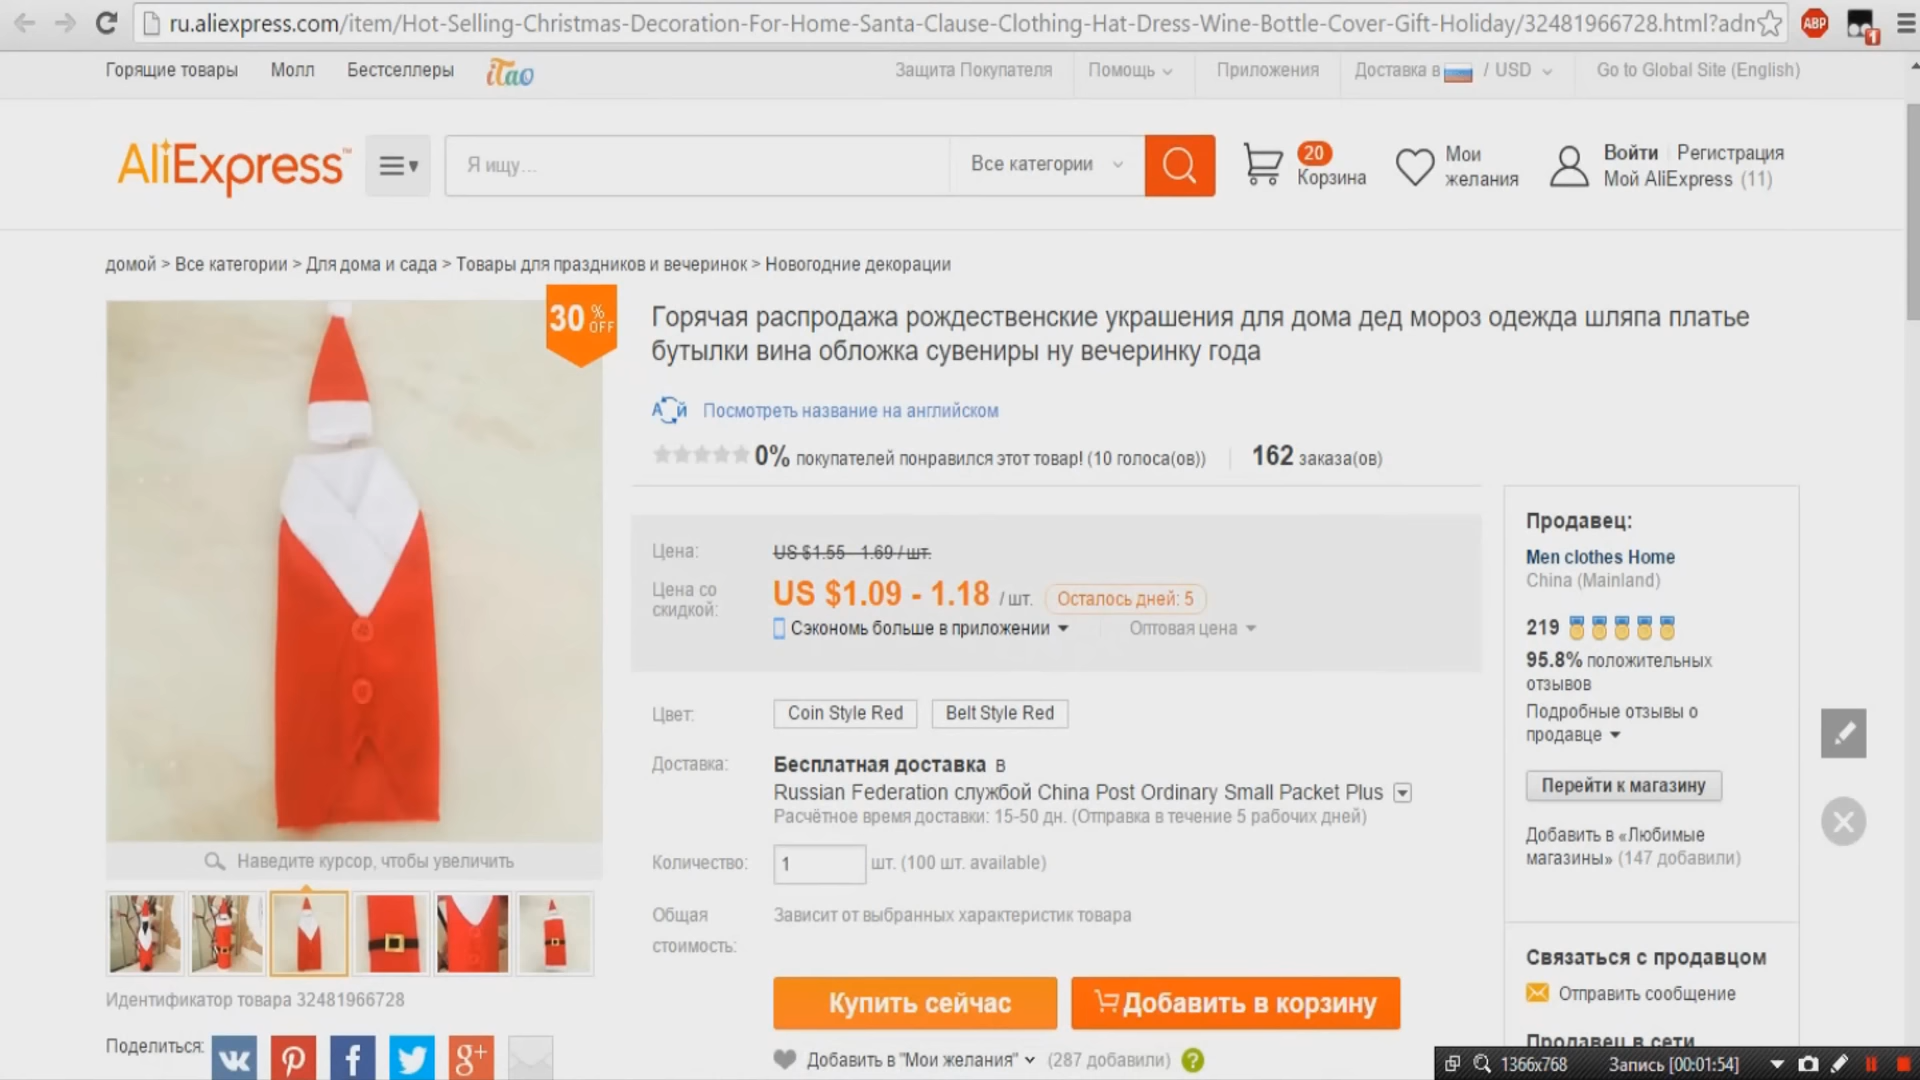 ru.aliexpress.com/item/Hot-Selling-Christmas-Decoration-For-Home-Santa-Clause-Clothing-Hat-Dress-Wine-Bottle-Cover-Gift-Holiday/32481966728.html?adn
ABP
1
Горящие товары Молл Бестселлеры iTao Защита Покупателя Помощь Приложения Доставка в / USD Go to Global Site (English)
AliExpress™ Я ищу... Все категории 20 Корзина
Мои желания
Войти Регистрация
Мой AliExpress (11)
домой > Все категории > Для дома и сада > Товары для праздников и вечеринок > Новогодние декорации
30 % OFF
Горячая распродажа рождественские украшения для дома дед мороз одежда шляпа платье
бутылки вина обложка сувениры ну вечеринку года
Посмотреть название на английском
0% покупателей понравился этот товар! (10 голоса(ов)) 162 заказа(ов)
Цена: US $1.55 - 1.69 / шт.
Цена со скидкой: US $1.09 - 1.18 / шт. Осталось дней: 5
Сэкономь больше в приложении Оптовая цена
Цвет: Coin Style Red Belt Style Red
Доставка: Бесплатная доставка в
Russian Federation службой China Post Ordinary Small Packet Plus
Расчётное время доставки: 15-50 дн. (Отправка в течение 5 рабочих дней)
Количество: 1 шт. (100 шт. available)
Общая стоимость: Зависит от выбранных характеристик товара
Купить сейчас Добавить в корзину
Добавить в "Мои желания" (287 добавили) ?
Наведите курсор, чтобы увеличить
Идентификатор товара 32481966728
Поделиться:
Продавец:
Men clothes Home
China (Mainland)
219
95.8% положительных
отзывов
Подробные отзывы о
продавце
Перейти к магазину
Добавить в «Любимые
магазины» (147 добавили)
Связаться с продавцом
Отправить сообщение
Продавец в сети
1366x768 Запись [00:01:54]